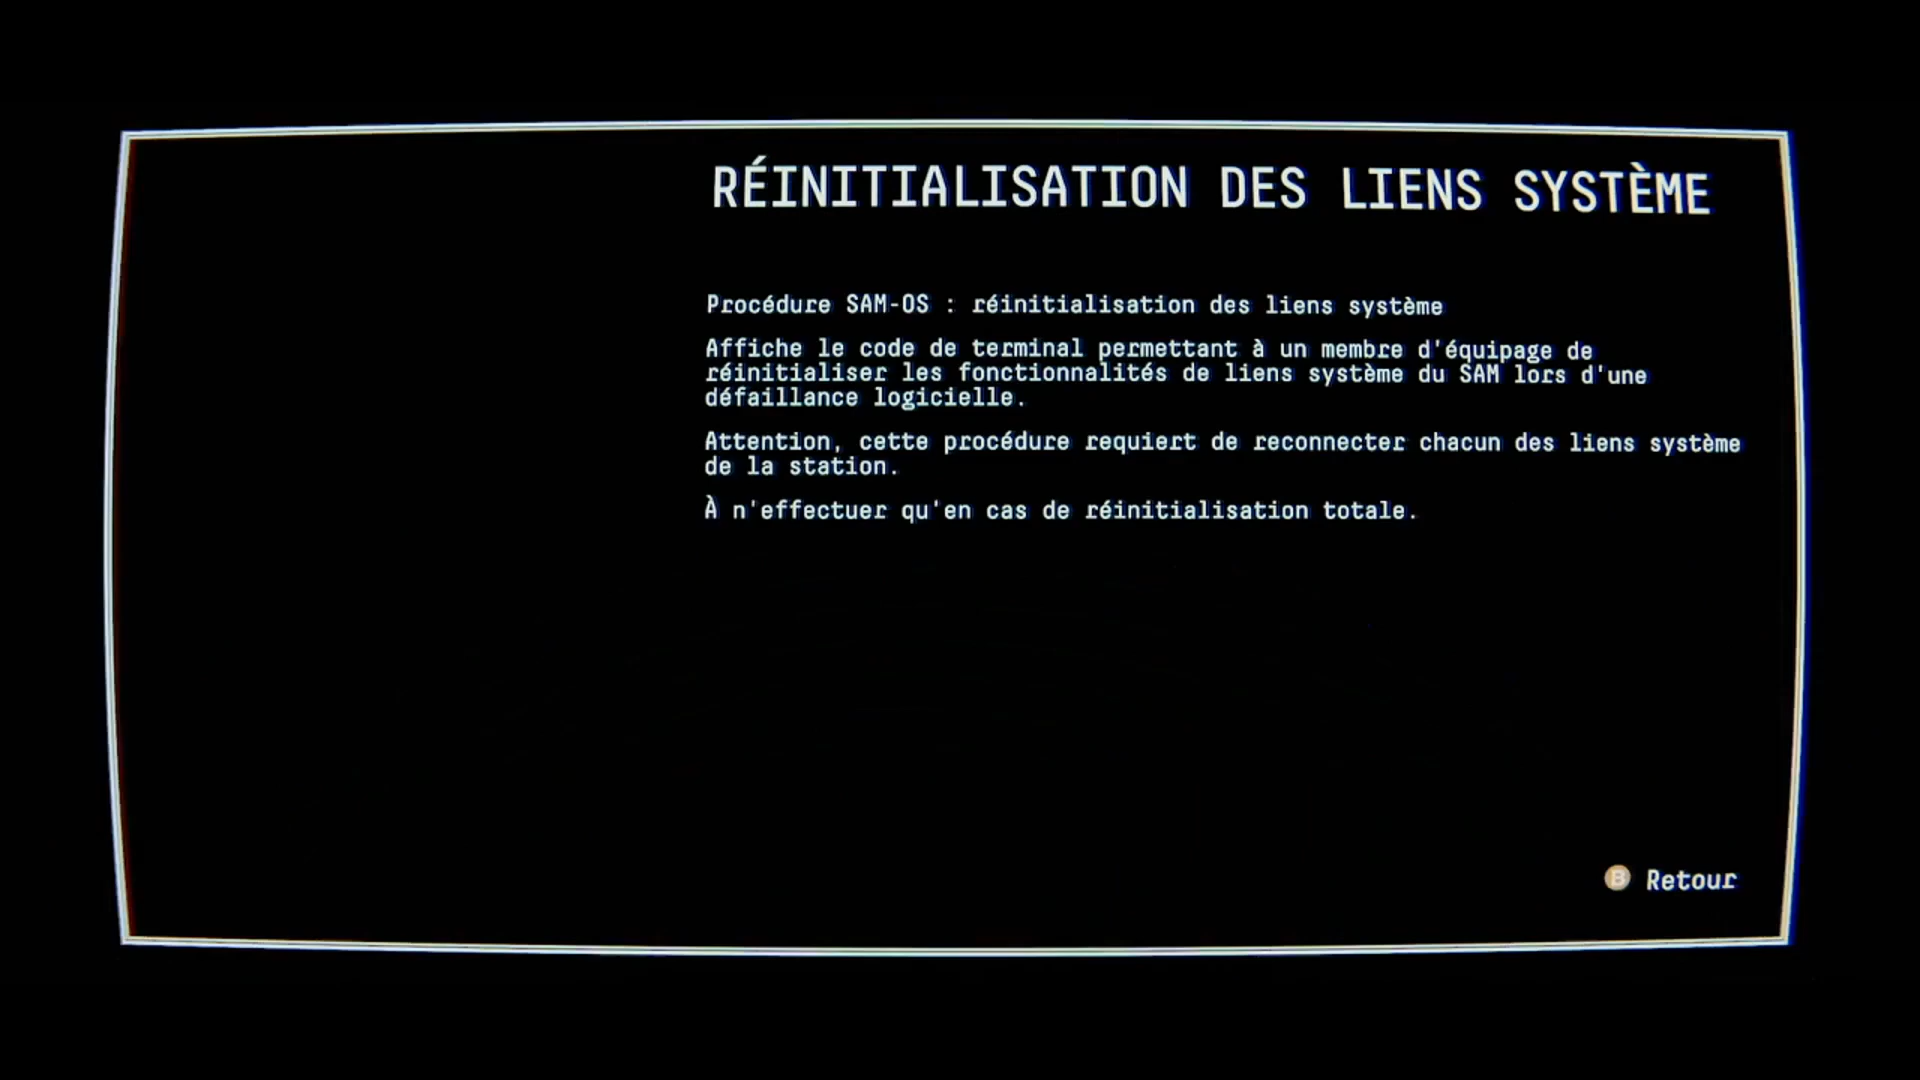 RÉINITIALISATION DES LIENS SYSTÈME
Procédure SAM-OS : réinitialisation des liens système
Affiche le code de terminal permettant à un membre d'équipage de
réinitialiser les fonctionnalités de liens système du SAM lors d'une
défaillance logicielle.
Attention, cette procédure requiert de reconnecter chacun des liens système
de la station.
À n'effectuer qu'en cas de réinitialisation totale.
B Retour